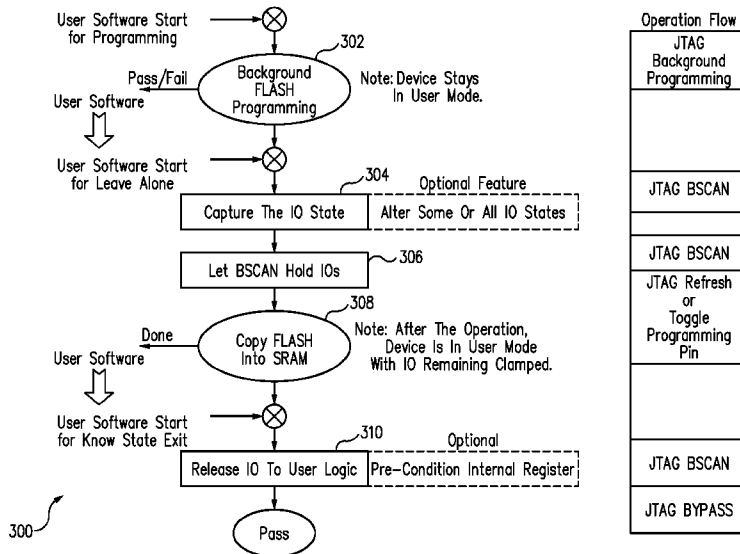 User Software Start
for Programming
302
Background
FLASH
Programming
Pass/Fail
Note: Device Stays
In User Mode.
User Software
User Software Start
for Leave Alone
304
Capture The IO State
Optional Feature
Alter Some Or All IO States
Let BSCAN Hold IOs
306
308
Copy FLASH
Into SRAM
Done
Note: After The Operation,
Device Is In User Mode
With IO Remaining Clamped.
User Software
User Software Start
for Know State Exit
310
Release IO To User Logic
Optional
Pre-Condition Internal Register
Pass
300
Operation Flow
JTAG
Background
Programming
JTAG BSCAN
JTAG BSCAN
JTAG Refresh
or
Toggle
Programming
Pin
JTAG BSCAN
JTAG BYPASS